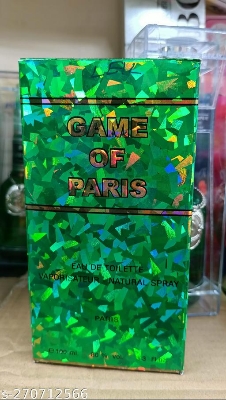 GAME
OF
PARIS
EAU DE TOILETTE
VAPORISATEUR NATURAL SPRAY
PARIS
s-270712566